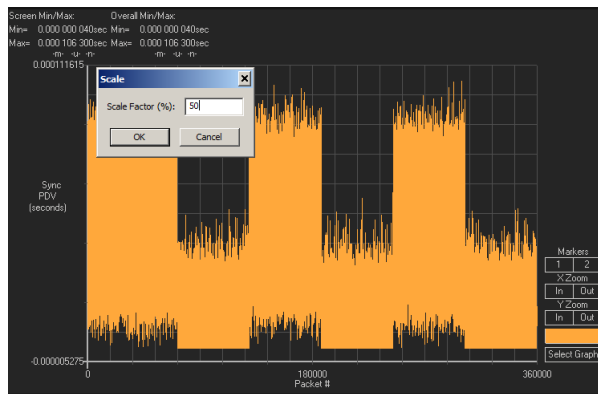 Screen Min/Max: Overall Min/Max:
Min= 0.000 000 040sec Min= 0.000 000 040sec
Max= 0.000 106 300sec Max= 0.000 106 300sec
-m- -u- -n- -m- -u- -n-
0.000111615
Scale
Scale Factor (%): 50
OK Cancel
Sync
PDV
(seconds)
Markers
1 2
X Zoom
In Out
Y Zoom
In Out
Select Graph
-0.000005275
0 180000 360000
Packet #